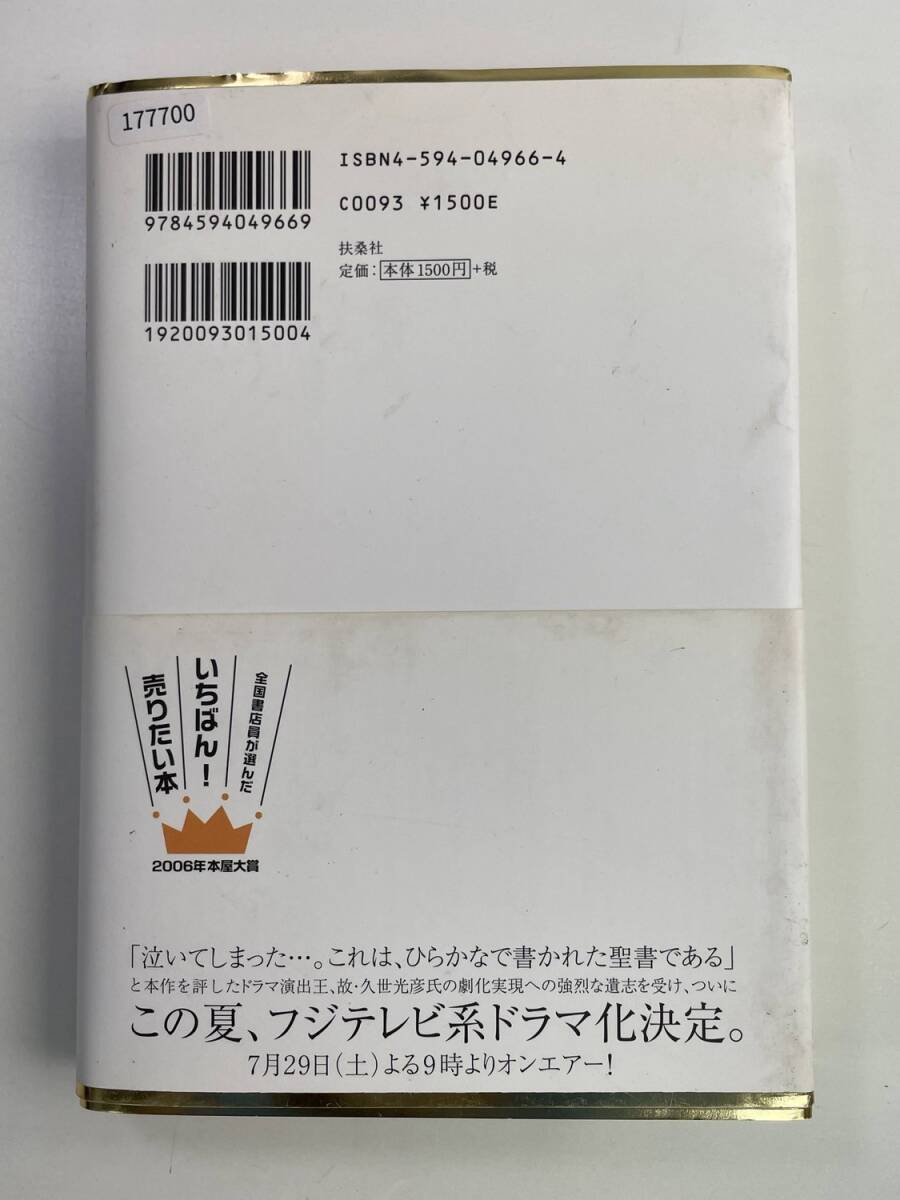 177700
ISBN4-594-04966-4
9784594049669
C0093 ¥1500E
扶桑社
定価：本体1500円+税
1920093015004
全国書店員が選んだ
いちばん！
売りたい本
2006年本屋大賞
「泣いてしまった…。これは、ひらかなで書かれた聖書である」
と本作を評したドラマ演出王、故・久世光彦氏の劇化実現への強烈な遺志を受け、ついに
この夏、フジテレビ系ドラマ化決定。
7月29日（土）よる9時よりオンエアー！